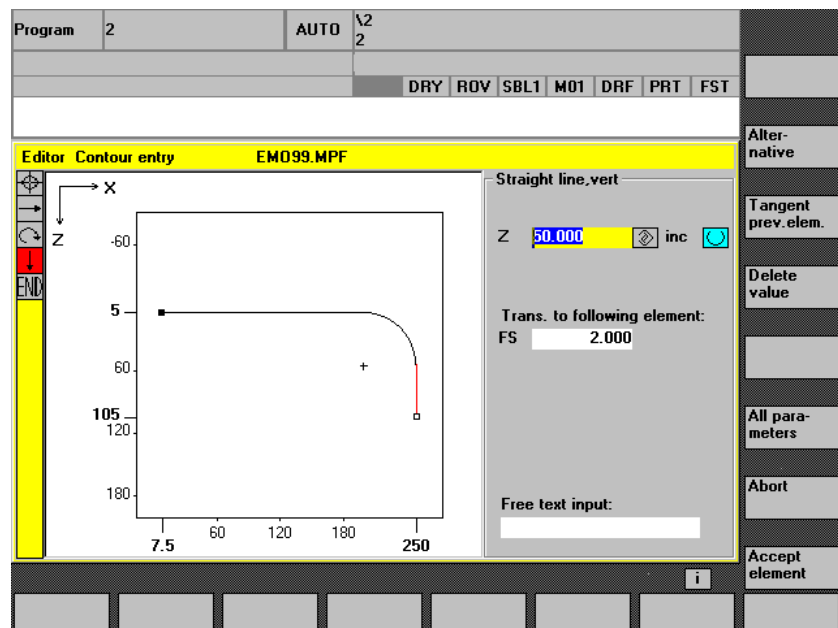 Program 2 AUTO \2
2
DRY ROV SBL1 M01 DRF PRT FST
Editor Contour entry EMO99.MPF
X
Z
END
-60
5
60
105
120
180
7.5 60 120 180 250
Straight line,vert
Z 50.000 inc
Trans. to following element:
FS 2.000
Free text input:
i
Alter-
native
Tangent
prev.elem.
Delete
value
All para-
meters
Abort
Accept
element